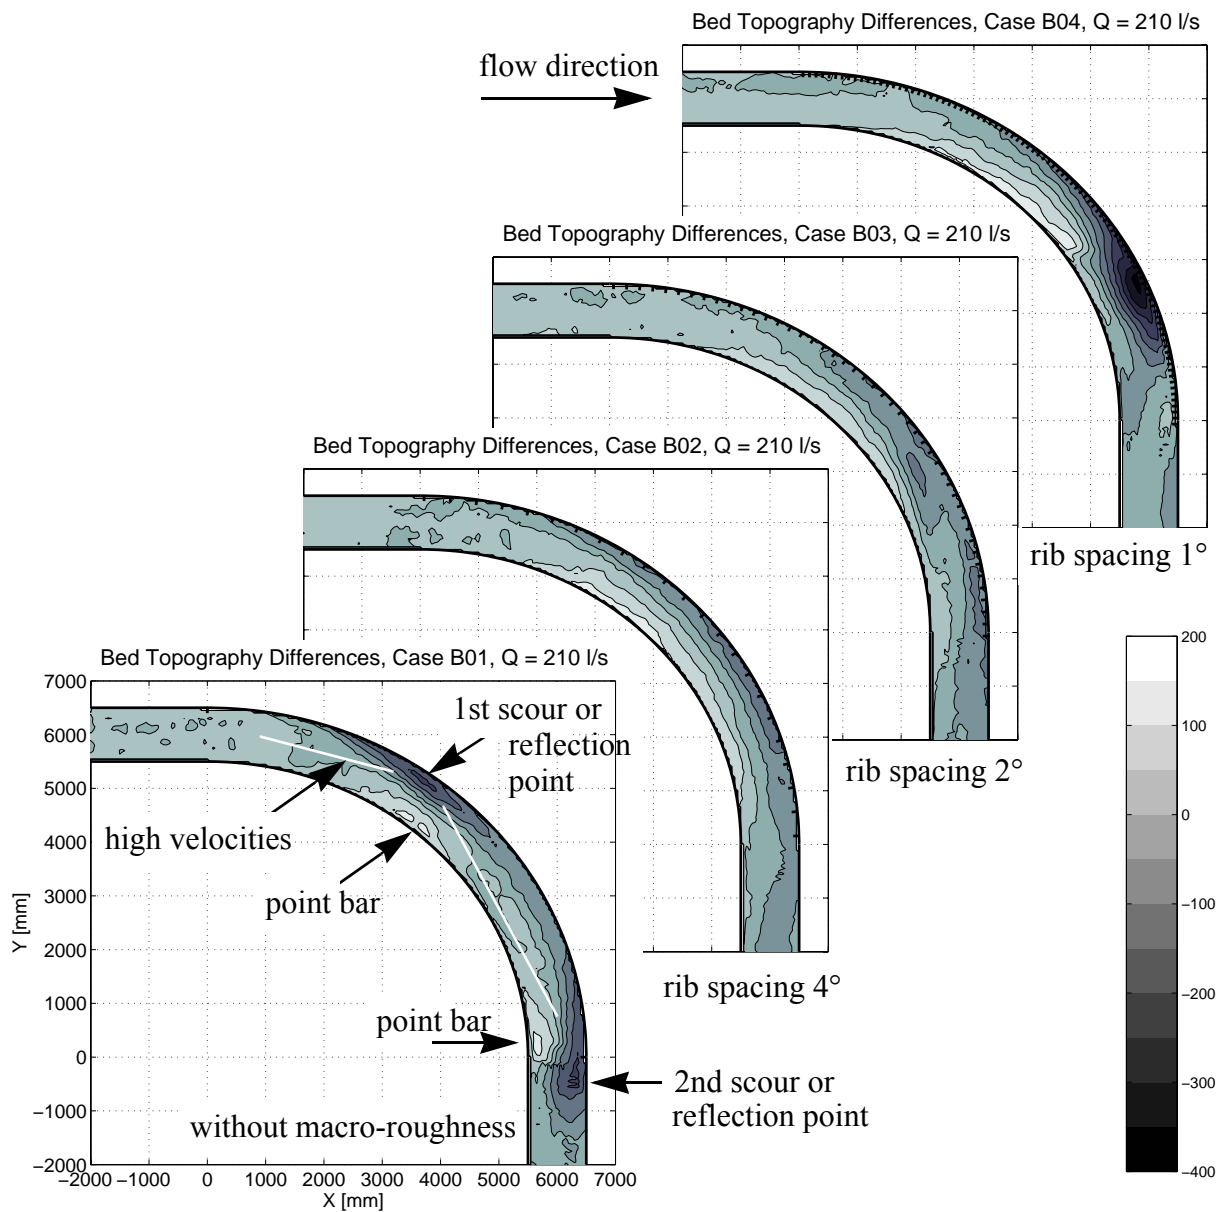 Bed Topography Differences, Case B04, Q = 210 l/s
flow direction
Bed Topography Differences, Case B03, Q = 210 l/s
Bed Topography Differences, Case B02, Q = 210 l/s
rib spacing 1°
Bed Topography Differences, Case B01, Q = 210 l/s
rib spacing 2°
rib spacing 4°
7000
6000
5000
4000
3000
2000
1000
0
−1000
−2000
Y [mm]
1st scour or
reflection
point
high velocities
point bar
point bar
2nd scour or
reflection point
without macro-roughness
−2000
−1000
0
1000
2000
3000
4000
5000
6000
7000
X [mm]
200
100
0
−100
−200
−300
−400